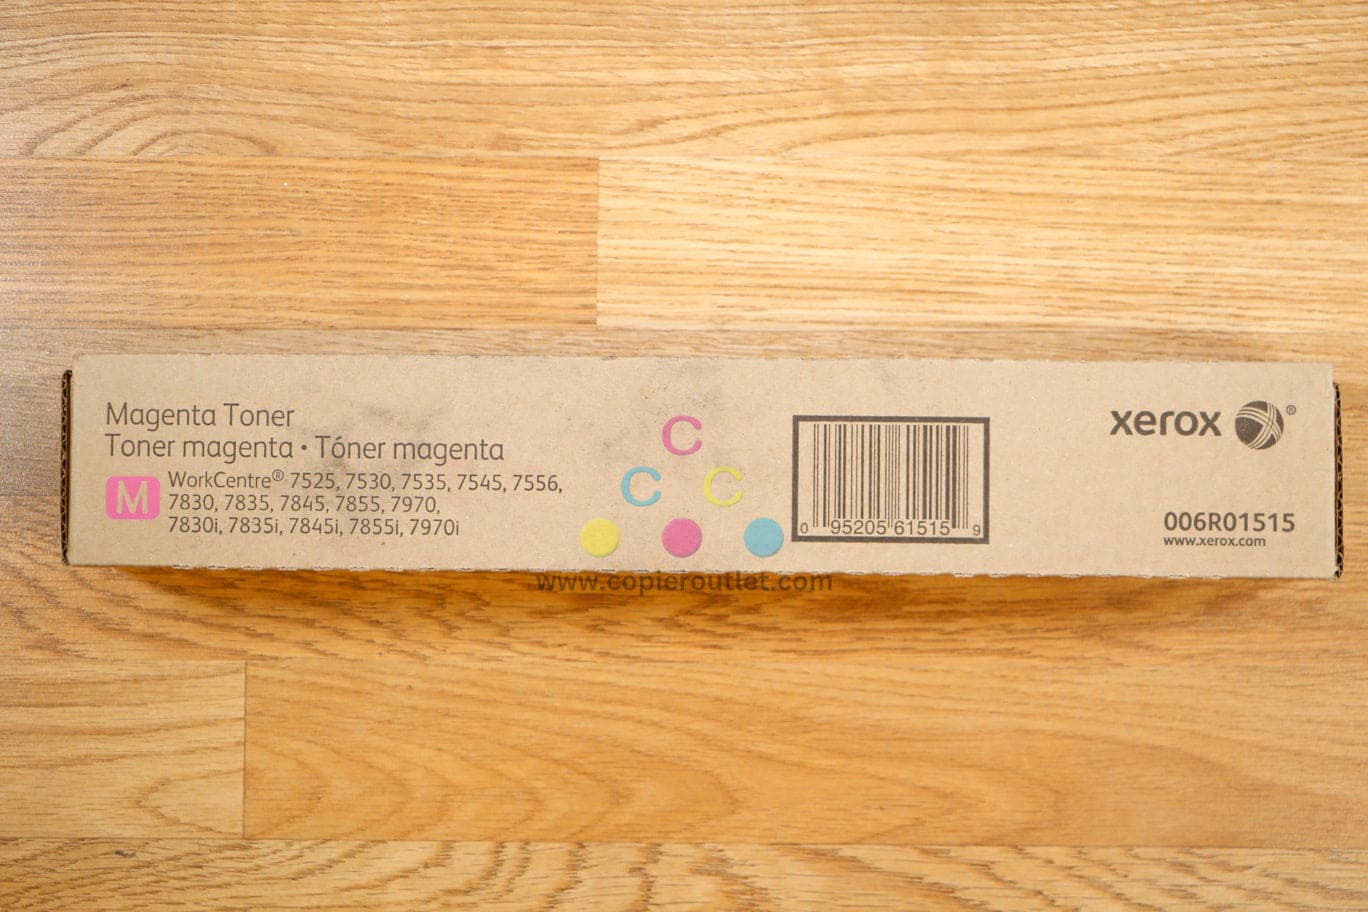 Magenta Toner
Toner magenta • Tóner magenta
M
WorkCentre® 7525, 7530, 7535, 7545, 7556,
7830, 7835, 7845, 7855, 7970,
7830i, 7835i, 7845i, 7855i, 7970i
C
C C
www.copieroutlet.com
0 95205 61515 9
xerox ®
006R01515
www.xerox.com